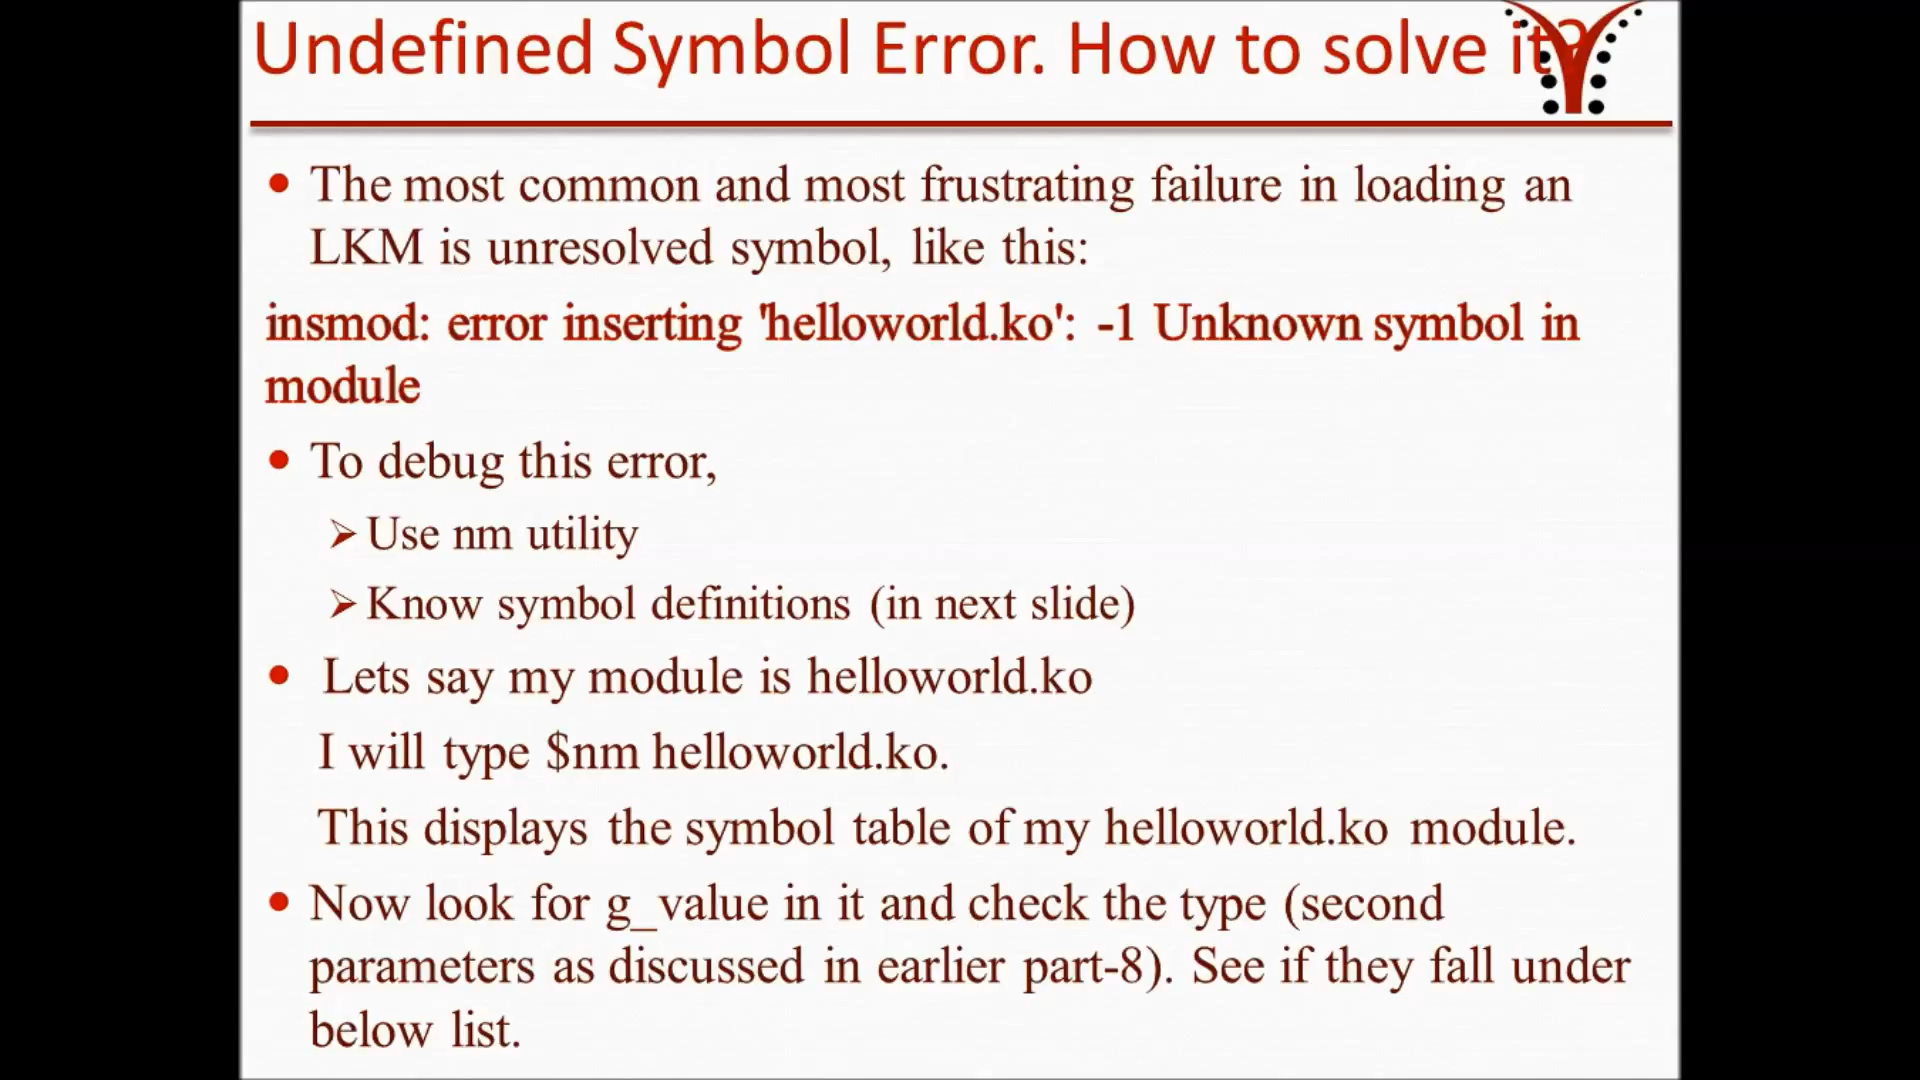 Undefined Symbol Error. How to solve it?
• The most common and most frustrating failure in loading an
LKM is unresolved symbol, like this:
insmod: error inserting 'helloworld.ko': -1 Unknown symbol in
module
• To debug this error,
➢ Use nm utility
➢ Know symbol definitions (in next slide)
• Lets say my module is helloworld.ko
I will type $nm helloworld.ko.
This displays the symbol table of my helloworld.ko module.
• Now look for g_value in it and check the type (second
parameters as discussed in earlier part-8). See if they fall under
below list.